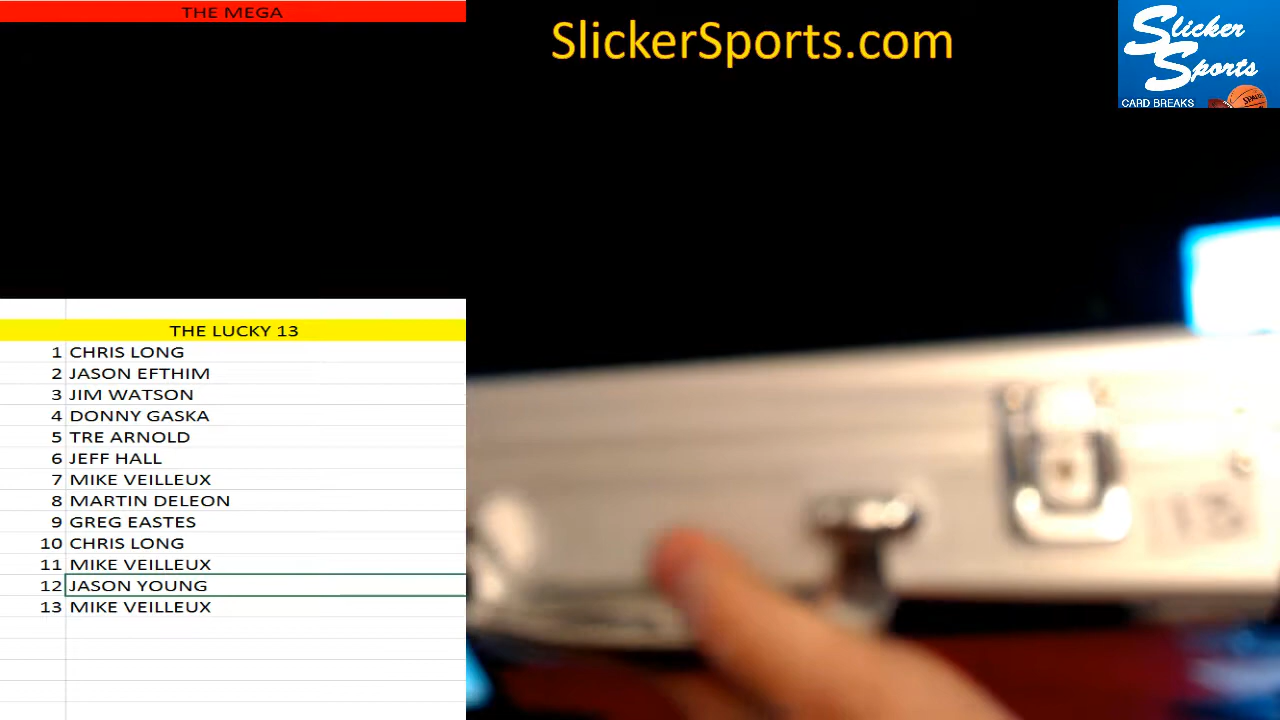 THE MEGA
SlickerSports.com
Slicker
Sports
CARD BREAKS
SPALDING
THE LUCKY 13
1 CHRIS LONG
2 JASON EFTHIM
3 JIM WATSON
4 DONNY GASKA
5 TRE ARNOLD
6 JEFF HALL
7 MIKE VEILLEUX
8 MARTIN DELEON
9 GREG EASTES
10 CHRIS LONG
11 MIKE VEILLEUX
12 JASON YOUNG
13 MIKE VEILLEUX